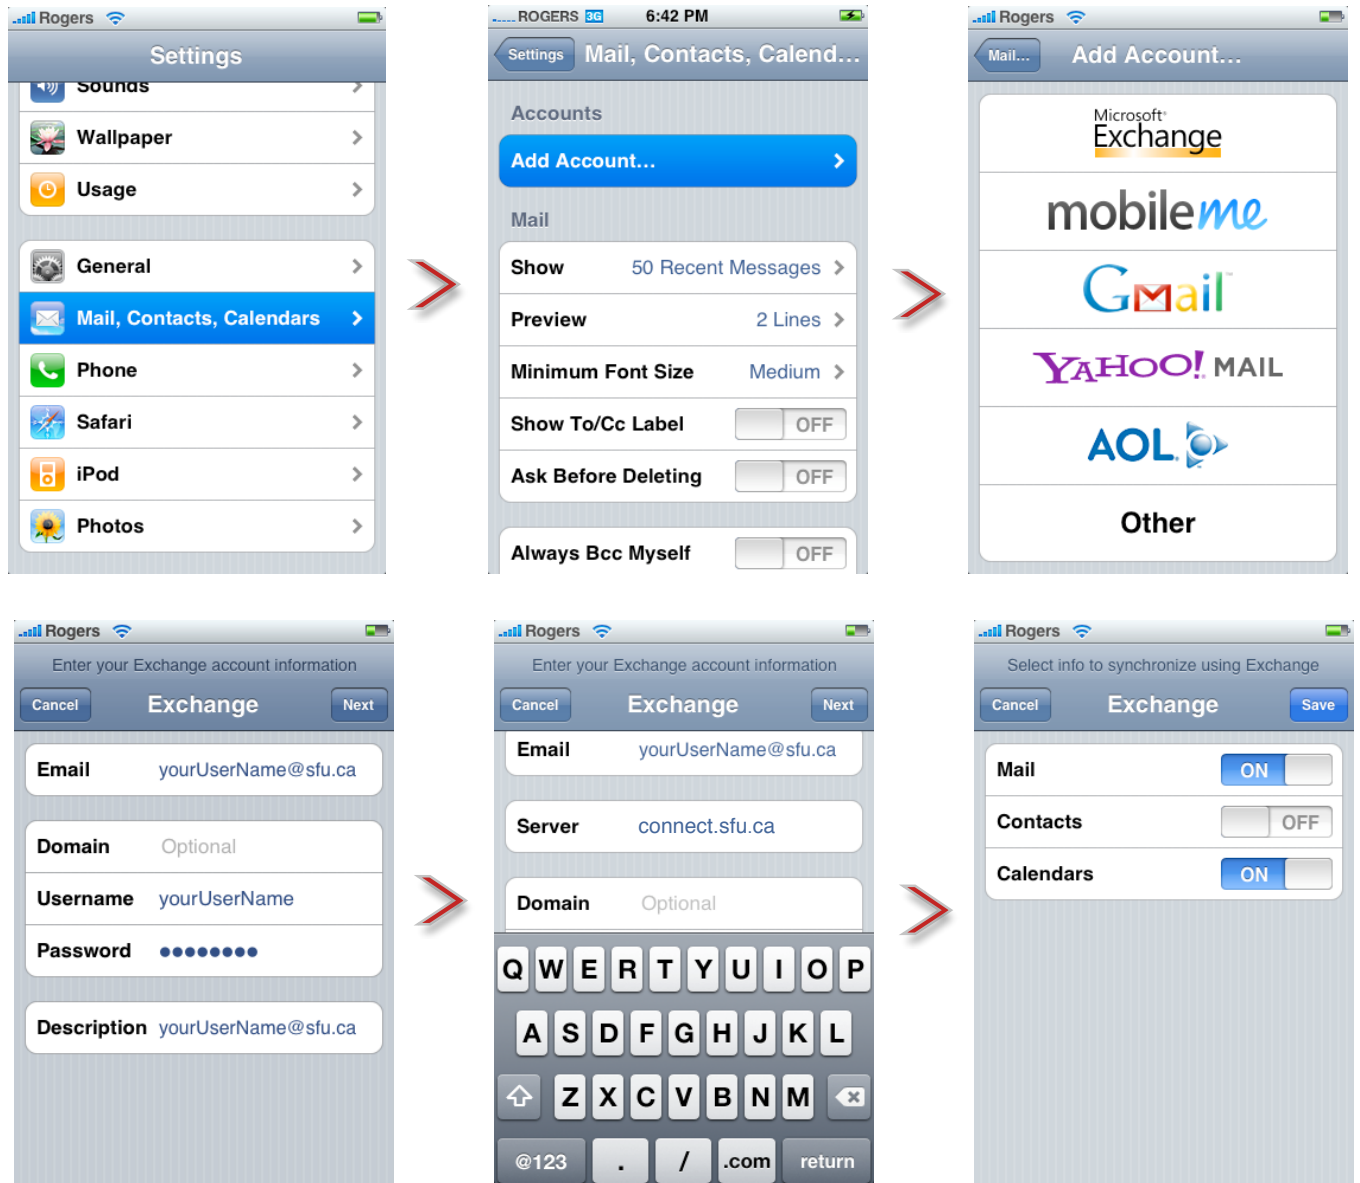 Rogers
Settings
Sounds
Wallpaper
Usage
General
Mail, Contacts, Calendars
Phone
Safari
iPod
Photos
ROGERS 3G 6:42 PM
Settings Mail, Contacts, Calend...
Accounts
Add Account...
Mail
Show 50 Recent Messages
Preview 2 Lines
Minimum Font Size Medium
Show To/Cc Label OFF
Ask Before Deleting OFF
Always Bcc Myself OFF
Rogers
Mail... Add Account...
Microsoft
Exchange
mobileme
Gmail™
YAHOO! MAIL
AOL
Other
Rogers
Enter your Exchange account information
Cancel Exchange Next
Email yourUserName@sfu.ca
Domain Optional
Username yourUserName
Password ●●●●●●●●
Description yourUserName@sfu.ca
Rogers
Enter your Exchange account information
Cancel Exchange Next
Email yourUserName@sfu.ca
Server connect.sfu.ca
Domain Optional
Q W E R T Y U I O P
A S D F G H J K L
Z X C V B N M
@123 . / .com return
Rogers
Select info to synchronize using Exchange
Cancel Exchange Save
Mail ON
Contacts OFF
Calendars ON